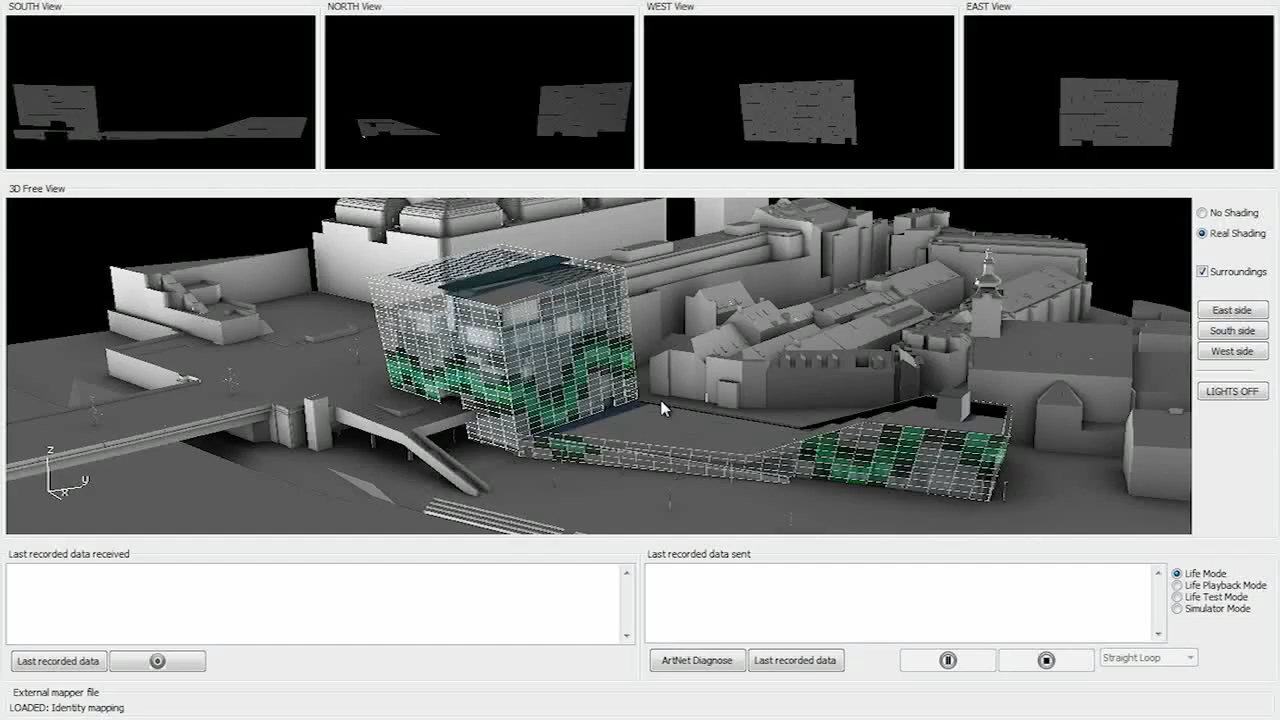 SOUTH View
NORTH View
WEST View
EAST View
3D Free View
No Shading
Real Shading
Surroundings
East side
South side
West side
LIGHTS OFF
Z
y
x
Last recorded data received
Last recorded data sent
Life Mode
Life Playback Mode
Life Test Mode
Simulator Mode
Last recorded data
ArtNet Diagnose
Last recorded data
Straight Loop
External mapper file
LOADED: Identity mapping